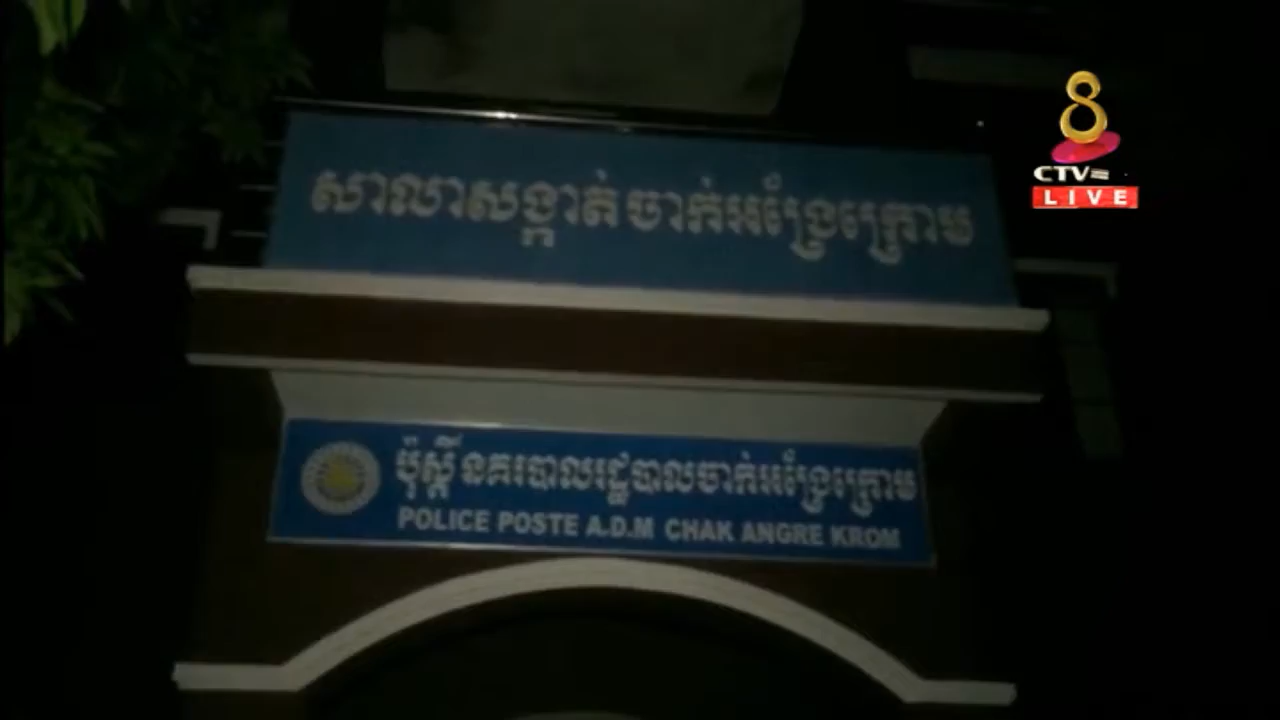 8
CTV
LIVE
សាលាសង្កាត់ចាក់អង្រែក្រោម
ប៉ុស្តិ៍នគរបាលរដ្ឋបាលចាក់អង្រែក្រោម
POLICE POSTE A.D.M CHAK ANGRE KROM